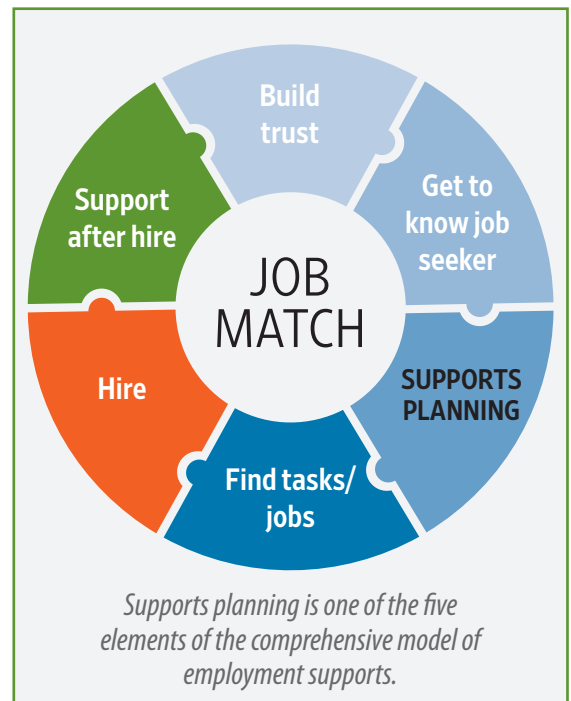 Build
trust
Get to
know job
seeker
SUPPORTS
PLANNING
Find tasks/
jobs
Hire
Support
after hire
JOB
MATCH
Supports planning is one of the five
elements of the comprehensive model of
employment supports.